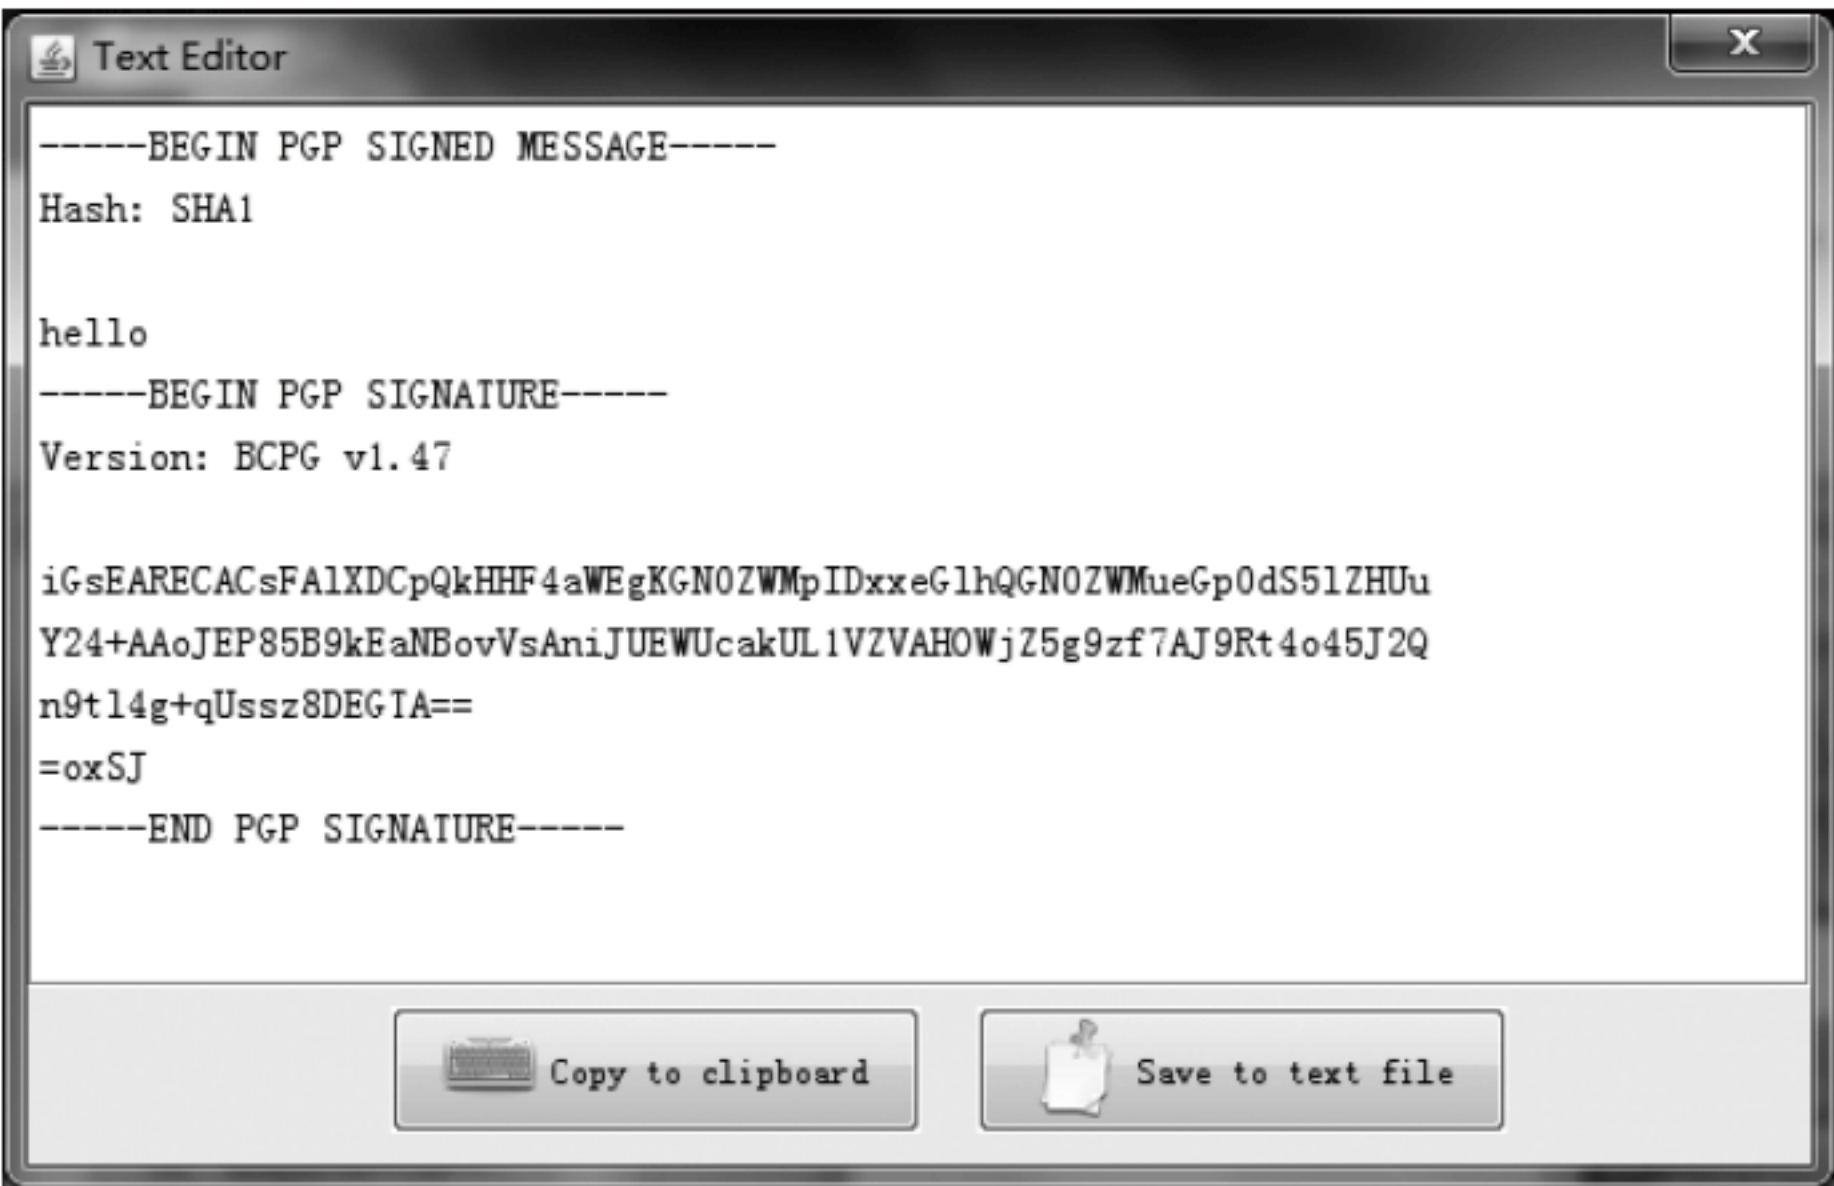 Text Editor
-----BEGIN PGP SIGNED MESSAGE-----
Hash: SHA1
hello
-----BEGIN PGP SIGNATURE-----
Version: BCPG v1.47
iGsEARECACsFAlXDCpQkHHF4aWEgKGN0ZWMpIDxxeGlhQGN0ZWMueGp0dS5lZHUu
Y24+AAoJEP85B9kEaNBovVsAniJUEWUcakUL1VZVAHOWjZ5g9zf7AJ9Rt4o45J2Q
n9tl4g+qUssz8DEGIA==
=oxSJ
-----END PGP SIGNATURE-----
Copy to clipboard
Save to text file